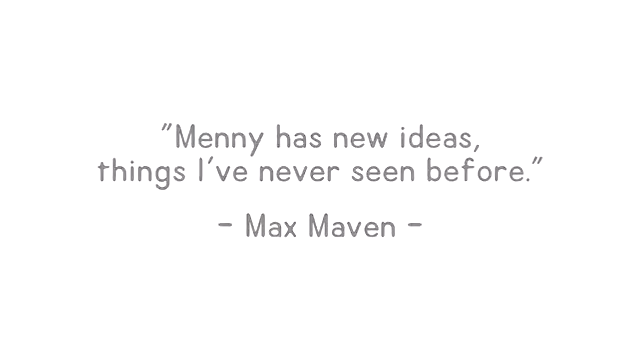 "Menny has new ideas,
things I've never seen before."
- Max Maven -